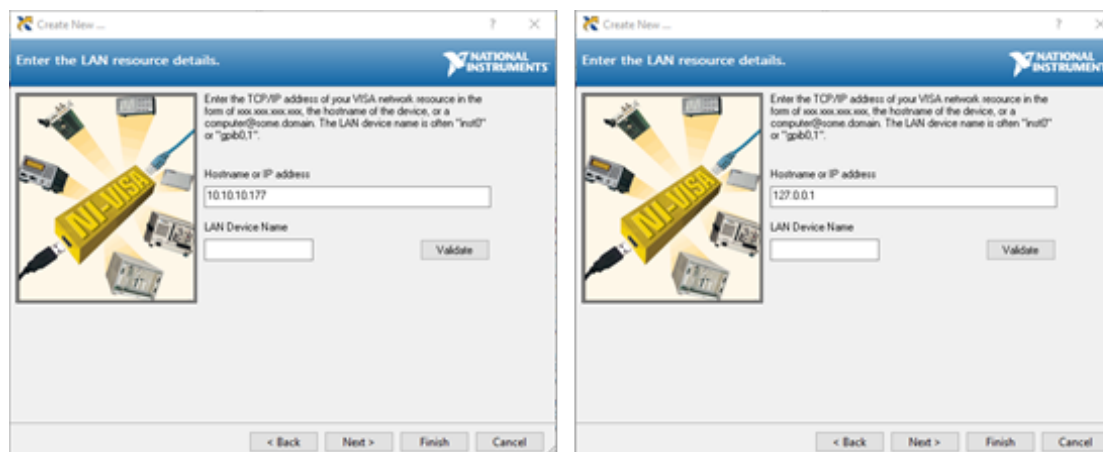 Create New ...
Enter the LAN resource details.
NATIONAL
INSTRUMENTS
Enter the TCP/IP address of your VISA network resource in the
form of xxx.xxx.xxx.xxx, the hostname of the device, or a
computer@some.domain. The LAN device name is often "inst0"
or "gpib0,1".
NI-VISA
Hostname or IP address
10.10.10.177
LAN Device Name
Validate
< Back Next > Finish Cancel
Create New ...
Enter the LAN resource details.
NATIONAL
INSTRUMENT
Enter the TCP/IP address of your VISA network resource in the
form of xxx.xxx.xxx.xxx, the hostname of the device, or a
computer@some.domain. The LAN device name is often "inst0"
or "gpib0,1".
NI-VISA
Hostname or IP address
127.0.0.1
LAN Device Name
Validate
< Back Next > Finish Cancel